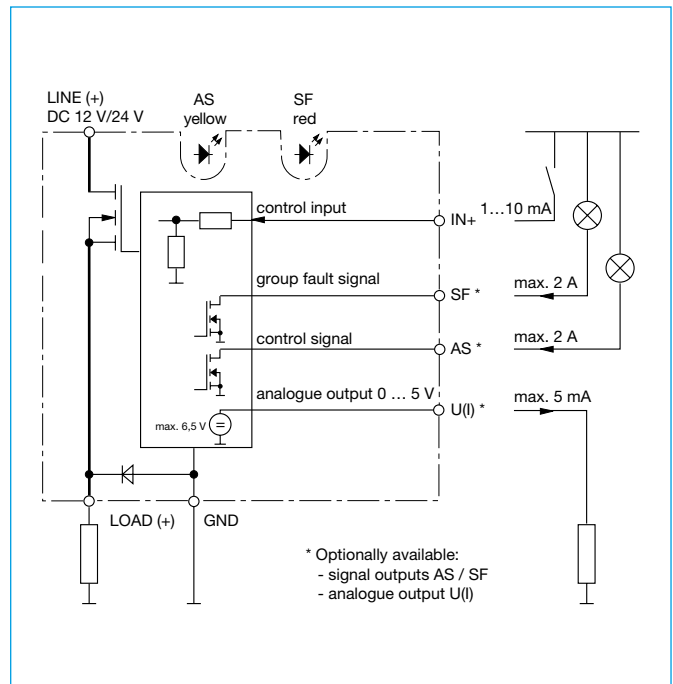 LINE (+)
DC 12 V/24 V
AS
yellow
SF
red
control input
IN+
1…10 mA
group fault signal
SF *
max. 2 A
control signal
AS *
max. 2 A
analogue output 0 … 5 V
U(I) *
max. 5 mA
max. 6,5 V
LOAD (+)
GND
* Optionally available:
- signal outputs AS / SF
- analogue output U(I)